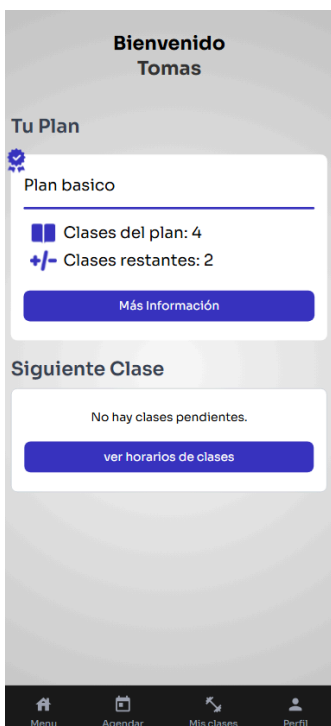 Bienvenido
Tomas
Tu Plan
Plan basico
Clases del plan: 4
+/- Clases restantes: 2
Más Información
Siguiente Clase
No hay clases pendientes.
ver horarios de clases
Menu Agendar Mis clases Perfil